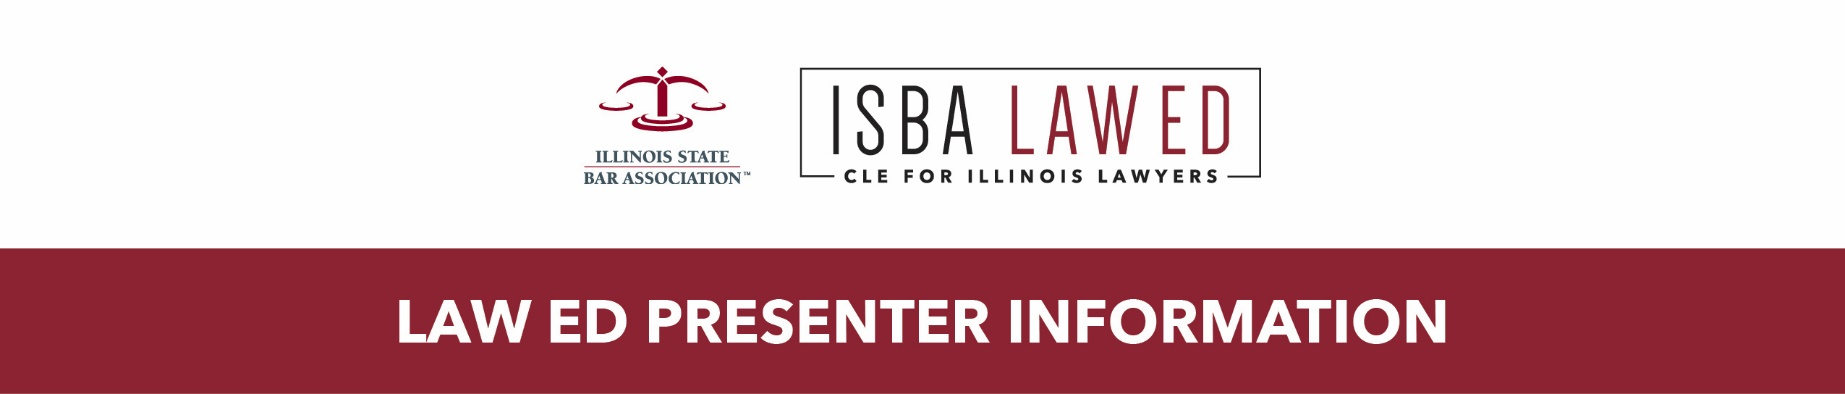 ILLINOIS STATE
BAR ASSOCIATION™
ISBA LAW ED
CLE FOR ILLINOIS LAWYERS
LAW ED PRESENTER INFORMATION